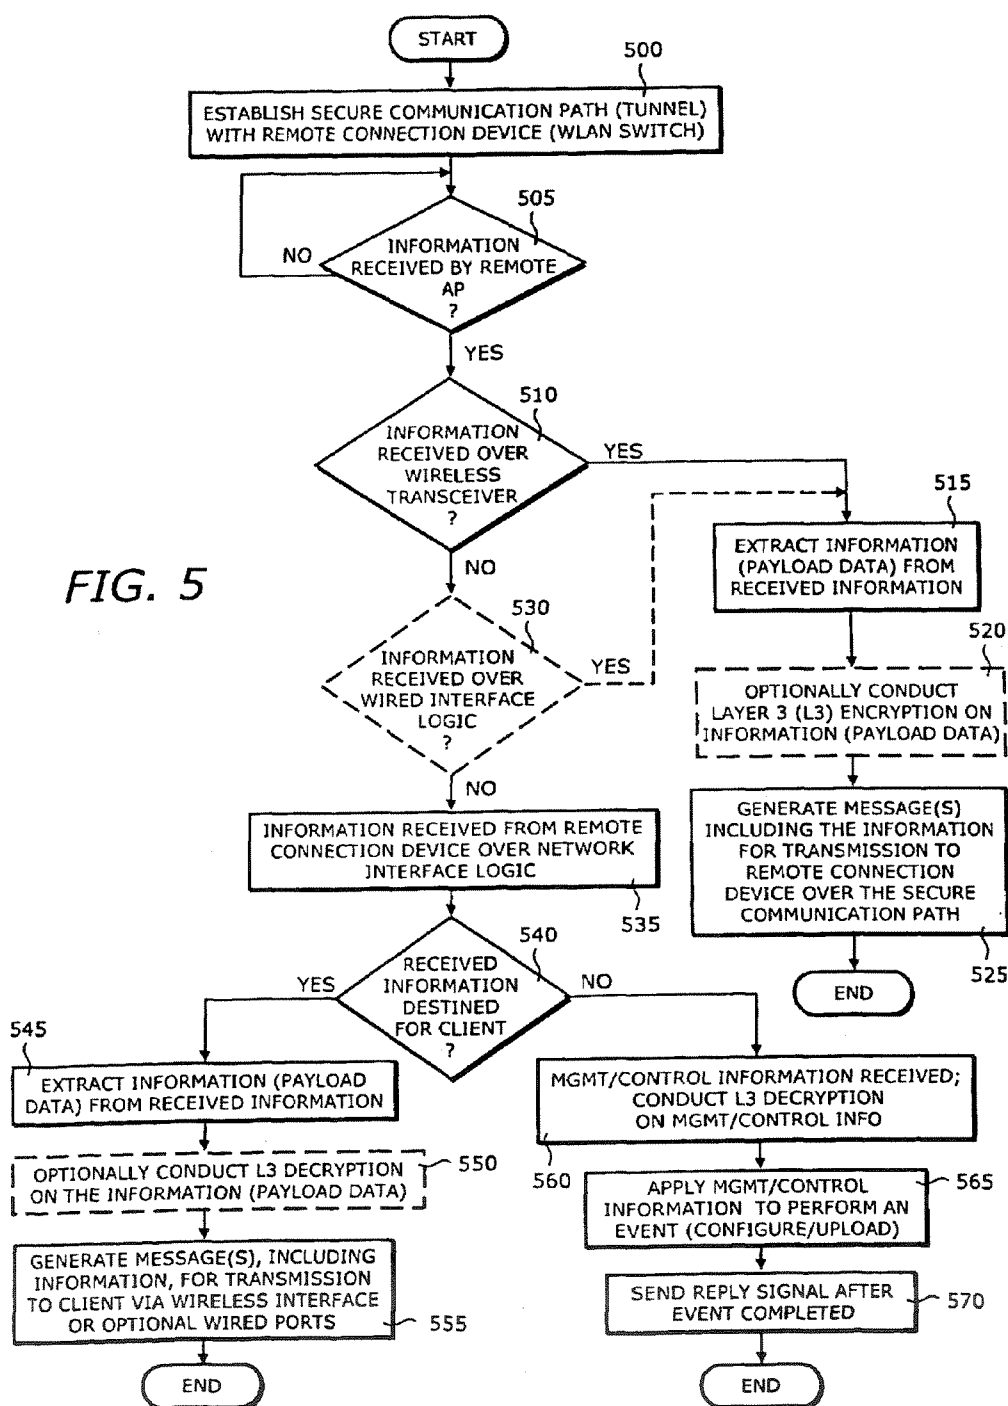 START
500
ESTABLISH SECURE COMMUNICATION PATH (TUNNEL)
WITH REMOTE CONNECTION DEVICE (WLAN SWITCH)
505
INFORMATION
RECEIVED BY REMOTE
AP
?
NO
YES
510
INFORMATION
RECEIVED OVER
WIRELESS
TRANSCEIVER
?
YES
NO
515
EXTRACT INFORMATION
(PAYLOAD DATA) FROM
RECEIVED INFORMATION
FIG. 5
530
INFORMATION
RECEIVED OVER
WIRED INTERFACE
LOGIC
?
YES
NO
520
OPTIONALLY CONDUCT
LAYER 3 (L3) ENCRYPTION ON
INFORMATION (PAYLOAD DATA)
GENERATE MESSAGE(S)
INCLUDING THE INFORMATION
FOR TRANSMISSION TO
REMOTE CONNECTION
DEVICE OVER THE SECURE
COMMUNICATION PATH
525
END
INFORMATION RECEIVED FROM REMOTE
CONNECTION DEVICE OVER NETWORK
INTERFACE LOGIC
535
540
RECEIVED
INFORMATION
DESTINED
FOR CLIENT
?
YES
NO
545
EXTRACT INFORMATION (PAYLOAD
DATA) FROM RECEIVED INFORMATION
OPTIONALLY CONDUCT L3 DECRYPTION
ON THE INFORMATION (PAYLOAD DATA)
550
GENERATE MESSAGE(S), INCLUDING
INFORMATION, FOR TRANSMISSION
TO CLIENT VIA WIRELESS INTERFACE
OR OPTIONAL WIRED PORTS
555
END
MGMT/CONTROL INFORMATION RECEIVED;
CONDUCT L3 DECRYPTION
ON MGMT/CONTROL INFO
560
APPLY MGMT/CONTROL
INFORMATION TO PERFORM AN
EVENT (CONFIGURE/UPLOAD)
565
SEND REPLY SIGNAL AFTER
EVENT COMPLETED
570
END